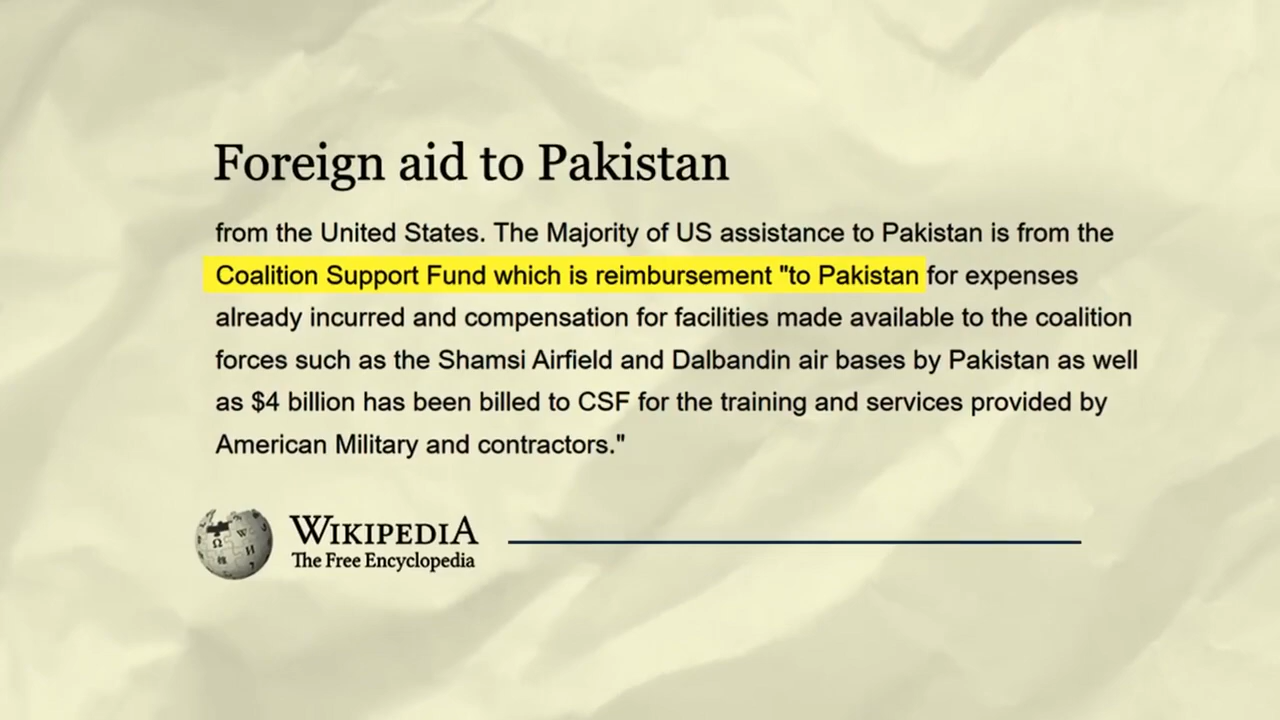 Foreign aid to Pakistan
from the United States. The Majority of US assistance to Pakistan is from the
Coalition Support Fund which is reimbursement "to Pakistan for expenses
already incurred and compensation for facilities made available to the coalition
forces such as the Shamsi Airfield and Dalbandin air bases by Pakistan as well
as $4 billion has been billed to CSF for the training and services provided by
American Military and contractors."
WIKIPEDIA
The Free Encyclopedia